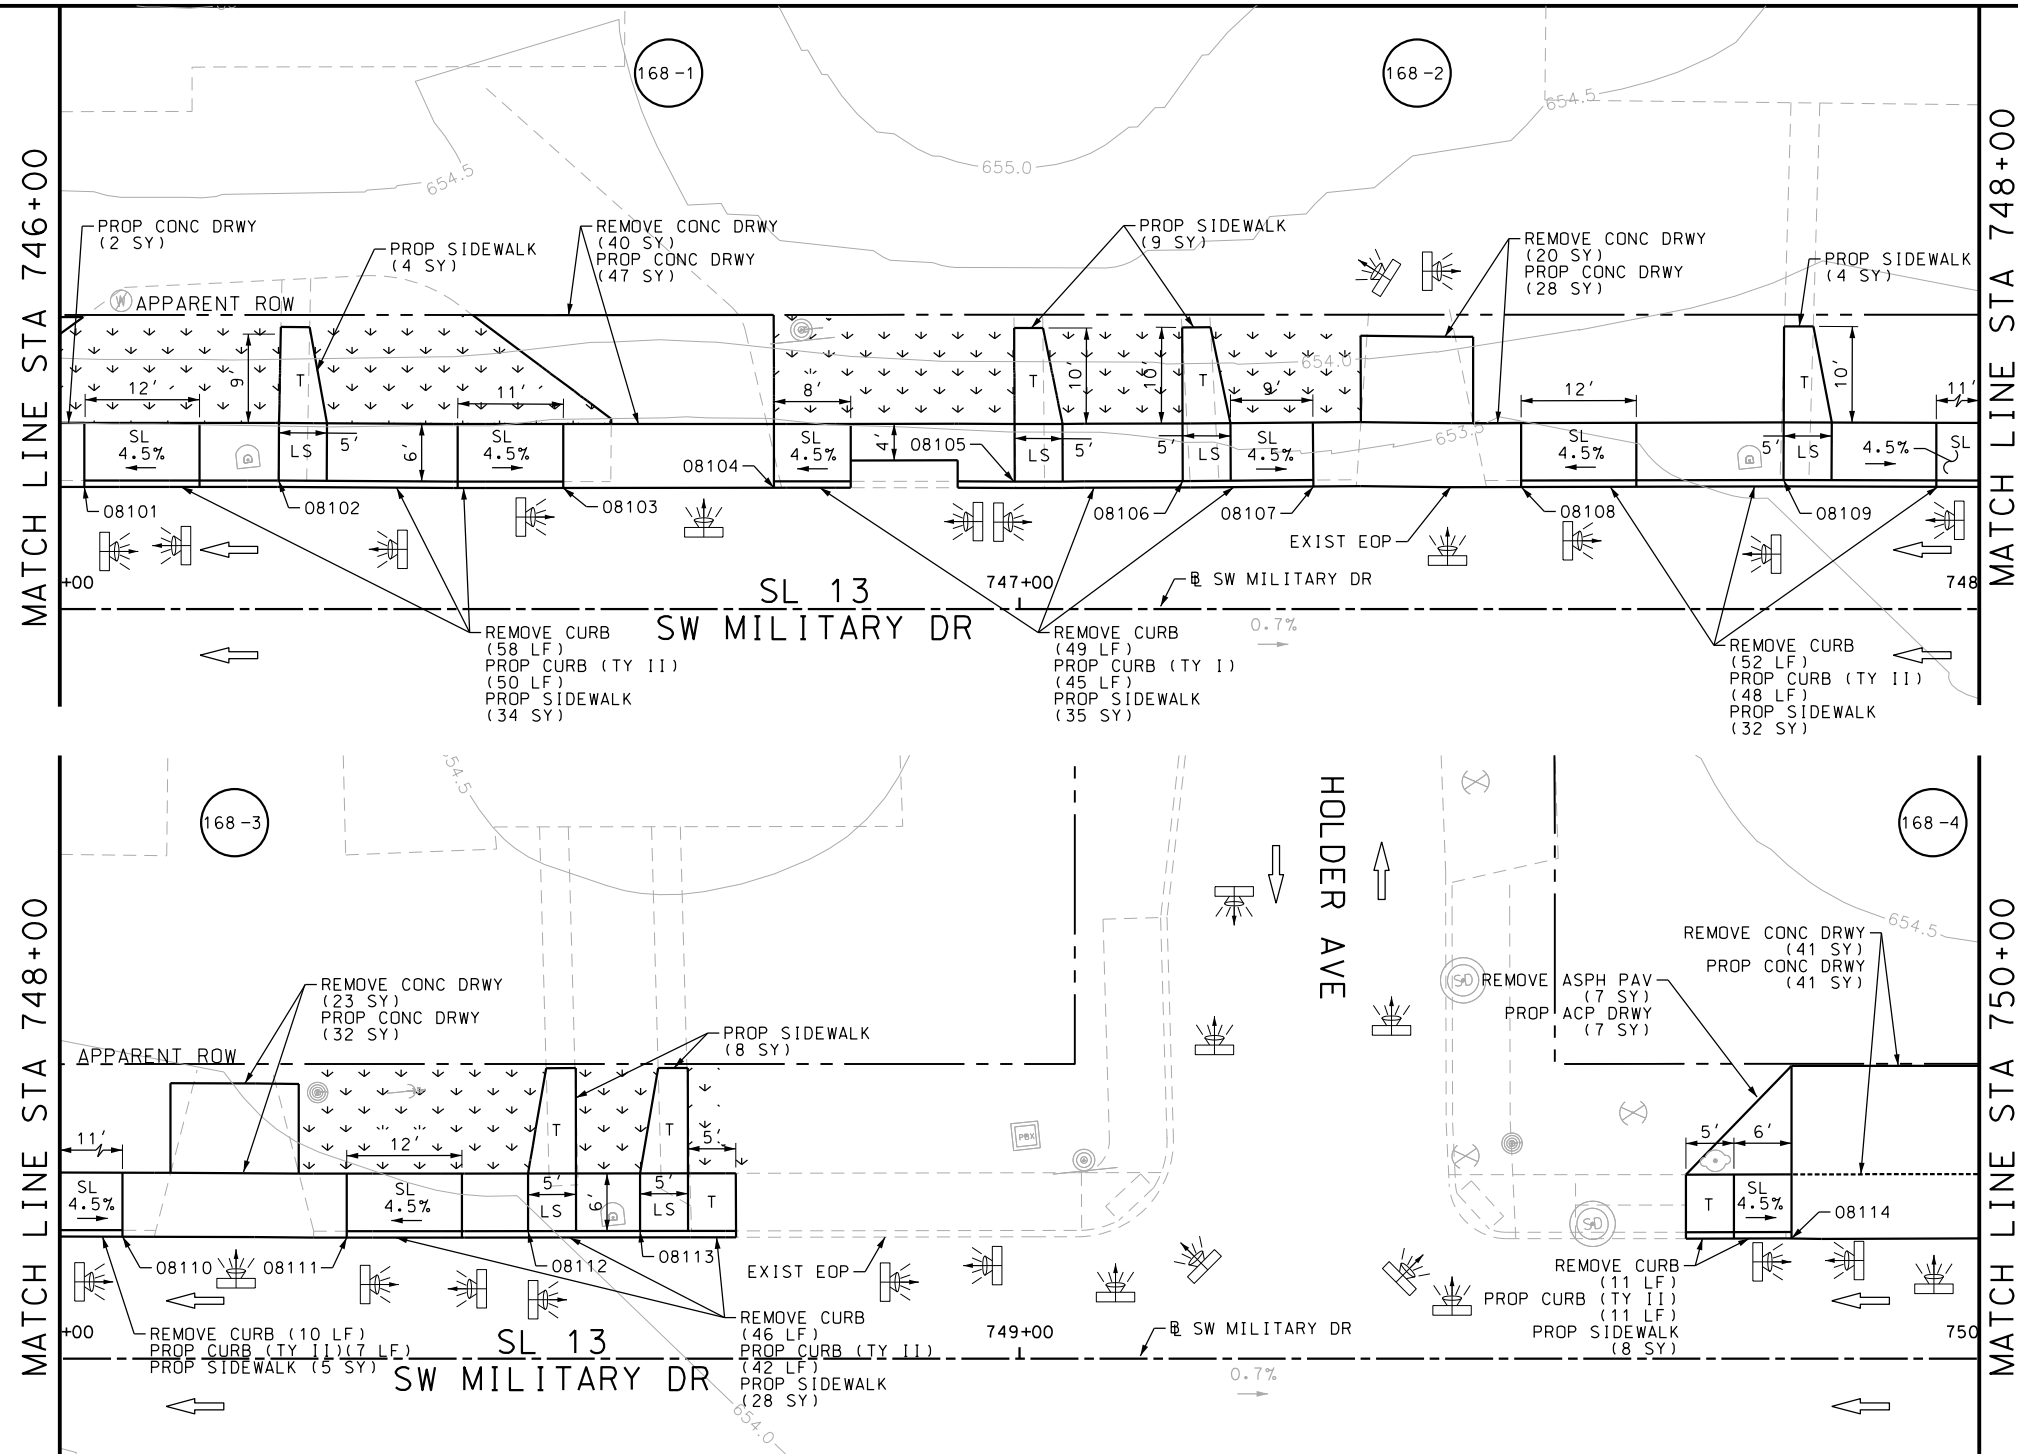 168-1
168-2
654.5
655.0
654.5
MATCH LINE STA 746+00
MATCH LINE STA 748+00
PROP CONC DRWY
(2 SY)
PROP SIDEWALK
(4 SY)
REMOVE CONC DRWY
(40 SY)
PROP CONC DRWY
(47 SY)
PROP SIDEWALK
(9 SY)
REMOVE CONC DRWY
(20 SY)
PROP CONC DRWY
(28 SY)
PROP SIDEWALK
(4 SY)
W
APPARENT ROW
654.0
12'
9'
T
11'
8'
T
10'
10'
T
9'
12'
T
10'
11'
SL
4.5%
D
LS
5'
6'
SL
4.5%
SL
4.5%
4'
LS
5'
5'
LS
SL
4.5%
653.5
SL
4.5%
D
5'
LS
4.5%
SL
08101
08102
08103
08104
08105
08106
08107
08108
08109
EXIST EOP
+00
SL 13
747+00
B SW MILITARY DR
748
SW MILITARY DR
0.7%
REMOVE CURB
(58 LF)
PROP CURB (TY II)
(50 LF)
PROP SIDEWALK
(34 SY)
REMOVE CURB
(49 LF)
PROP CURB (TY I)
(45 LF)
PROP SIDEWALK
(35 SY)
REMOVE CURB
(52 LF)
PROP CURB (TY II)
(48 LF)
PROP SIDEWALK
(32 SY)
168-3
168-4
54.5
654.5
HOLDER AVE
MATCH LINE STA 748+00
MATCH LINE STA 750+00
REMOVE CONC DRWY
(23 SY)
PROP CONC DRWY
(32 SY)
PROP SIDEWALK
(8 SY)
REMOVE CONC DRWY
(41 SY)
PROP CONC DRWY
(41 SY)
SD
REMOVE ASPH PAV
(7 SY)
PROP ACP DRWY
(7 SY)
APPARENT ROW
PBX
11'
12'
T
T
5'
5'
6'
SL
4.5%
SL
4.5%
5'
LS
6'
D
5'
LS
T
T
SL
4.5%
SD
08110
08111
08112
08113
08114
EXIST EOP
REMOVE CURB
(11 LF)
PROP CURB (TY II)
(11 LF)
PROP SIDEWALK
(8 SY)
+00
REMOVE CURB (10 LF)
PROP CURB (TY II)(7 LF)
PROP SIDEWALK (5 SY)
SL 13
SW MILITARY DR
REMOVE CURB
(46 LF)
PROP CURB (TY II)
(42 LF)
PROP SIDEWALK
(28 SY)
749+00
B SW MILITARY DR
750
0.7%
654.0